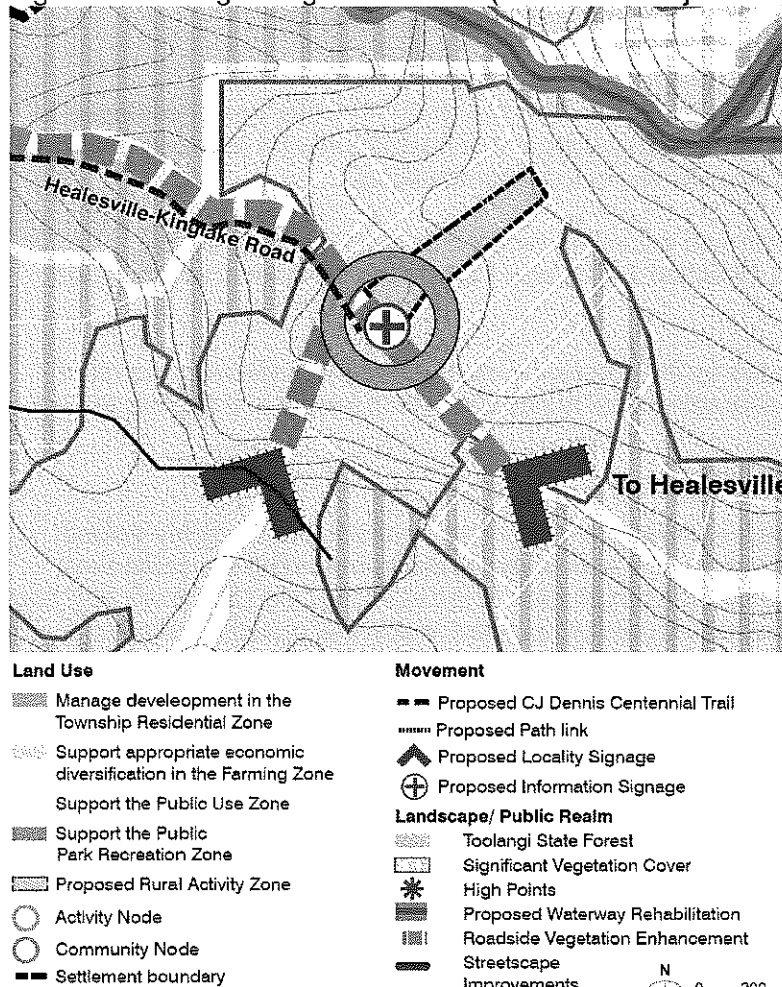 Healesville-Kinglake Road
To Healesville
Land Use
Manage develeopment in the
Township Residential Zone
Support appropriate economic
diversification in the Farming Zone
Support the Public Use Zone
Support the Public
Park Recreation Zone
Proposed Rural Activity Zone
Activity Node
Community Node
Settlement boundary
Movement
Proposed CJ Dennis Centennial Trail
Proposed Path link
Proposed Locality Signage
Proposed Information Signage
Landscape/ Public Realm
Toolangi State Forest
Significant Vegetation Cover
High Points
Proposed Waterway Rehabilitation
Roadside Vegetation Enhancement
Streetscape
Improvements
N
0 200